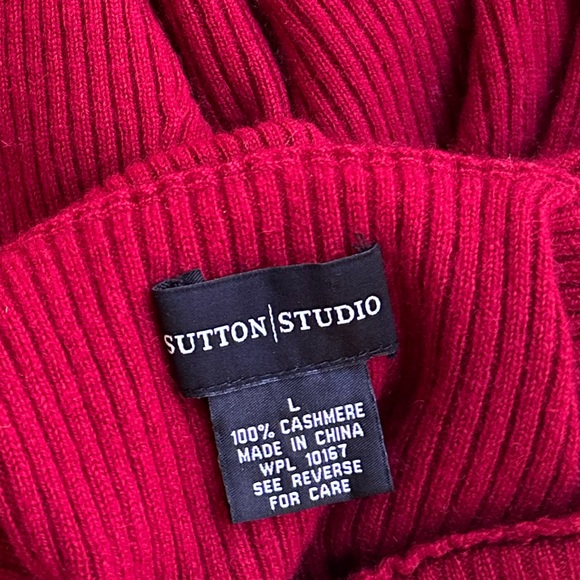 SUTTON|STUDIO
L
100% CASHMERE
MADE IN CHINA
WPL 10167
SEE REVERSE
FOR CARE